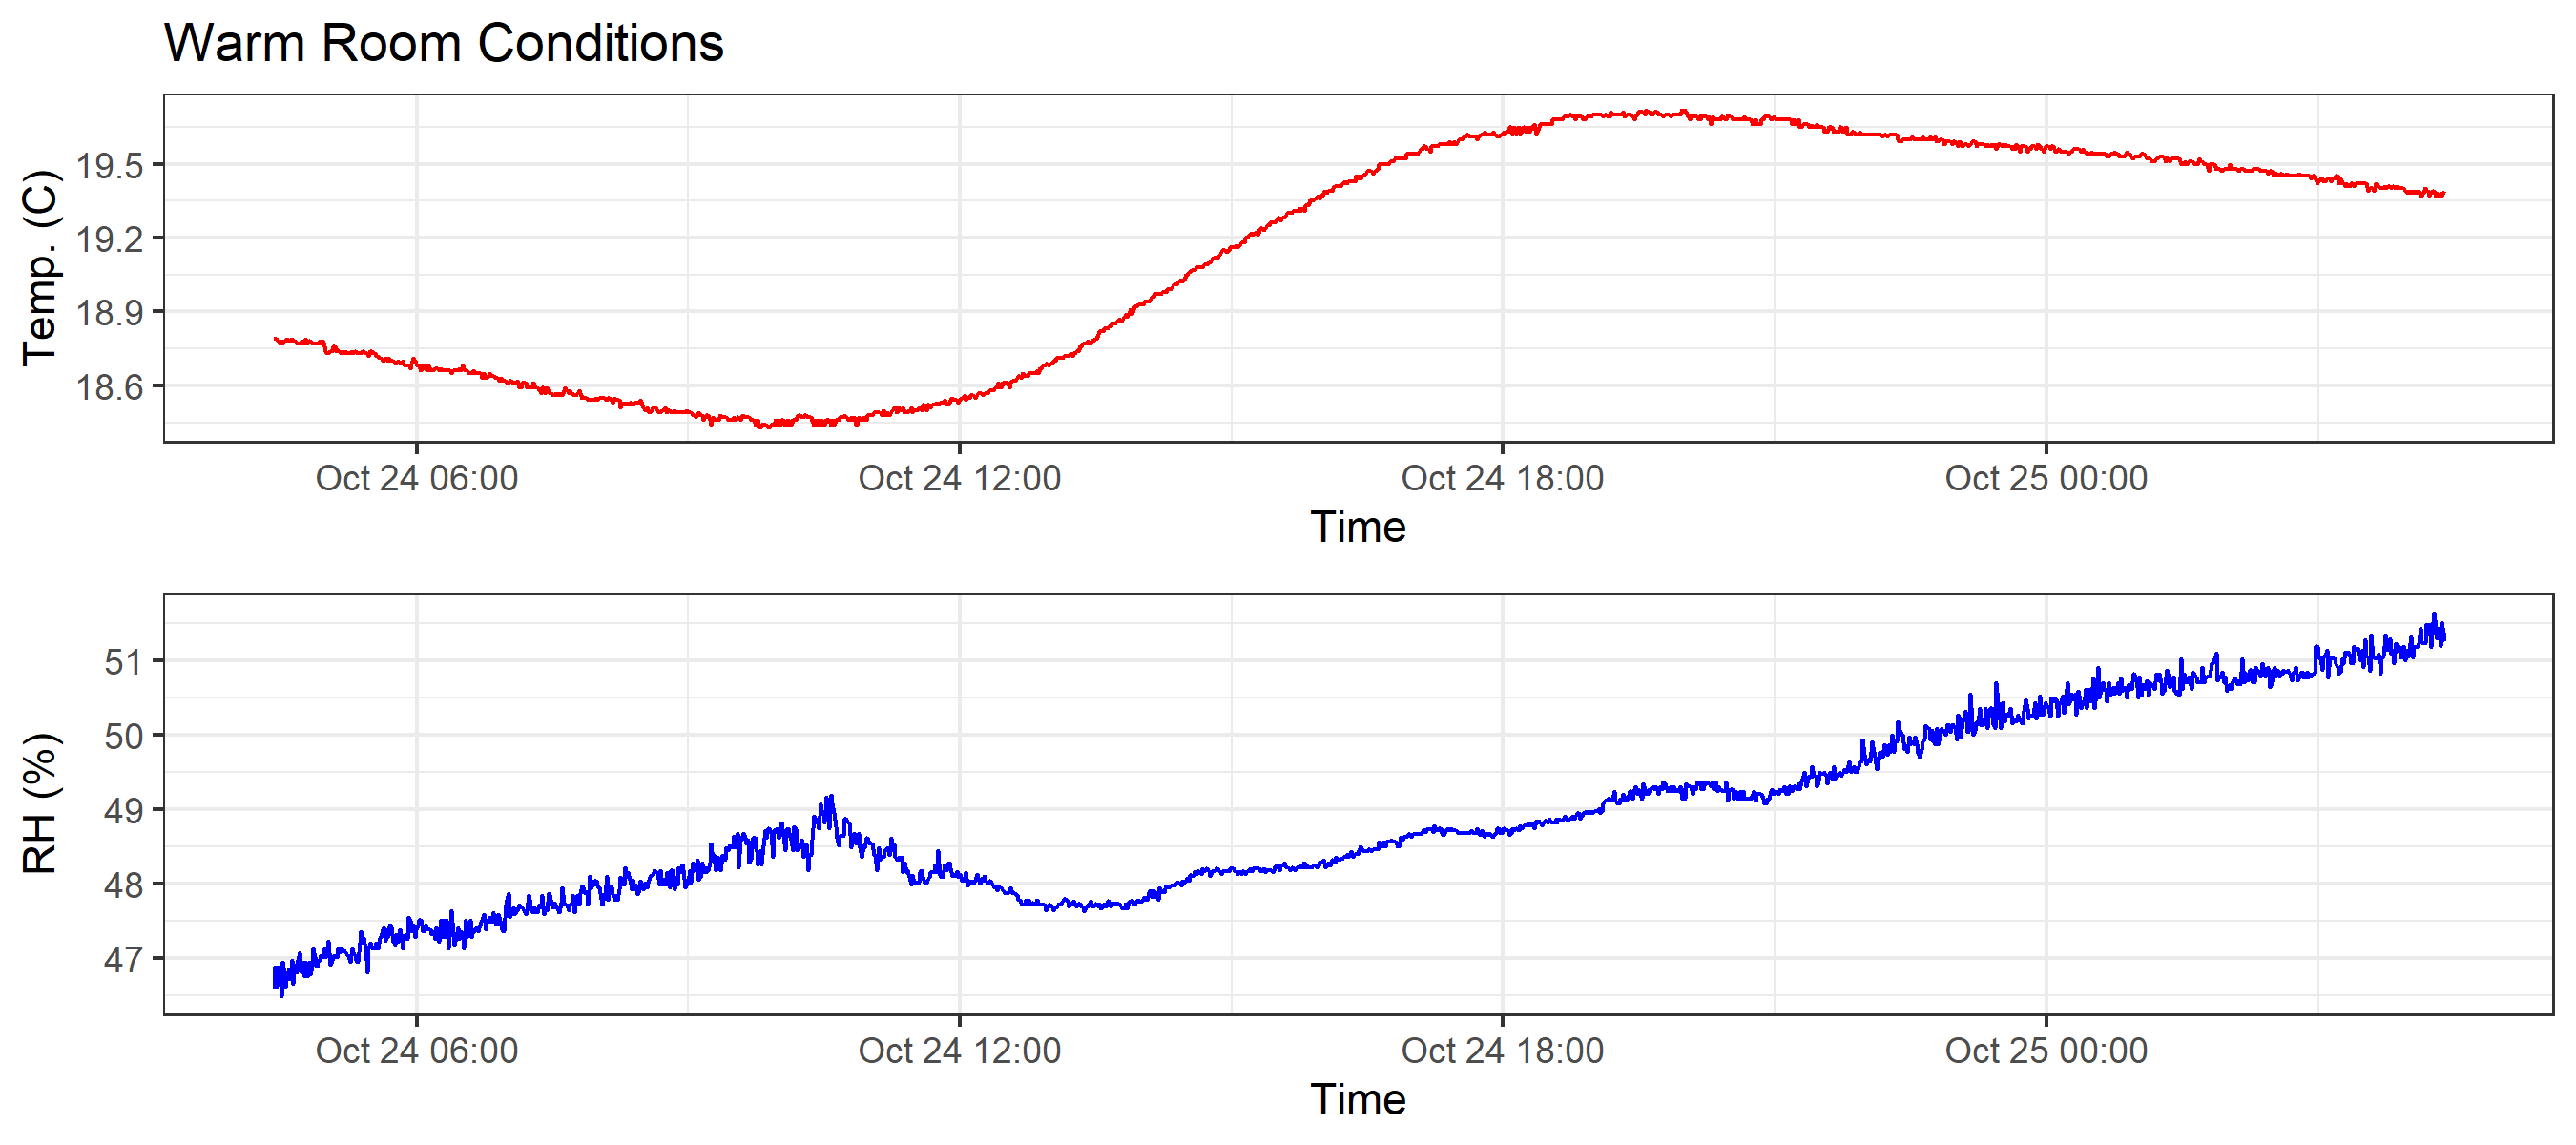 Warm Room Conditions
Temp. (C)
19.5
19.2
18.9
18.6
Oct 24 06:00 Oct 24 12:00 Oct 24 18:00 Oct 25 00:00
Time
RH (%)
51
50
49
48
47
Oct 24 06:00 Oct 24 12:00 Oct 24 18:00 Oct 25 00:00
Time